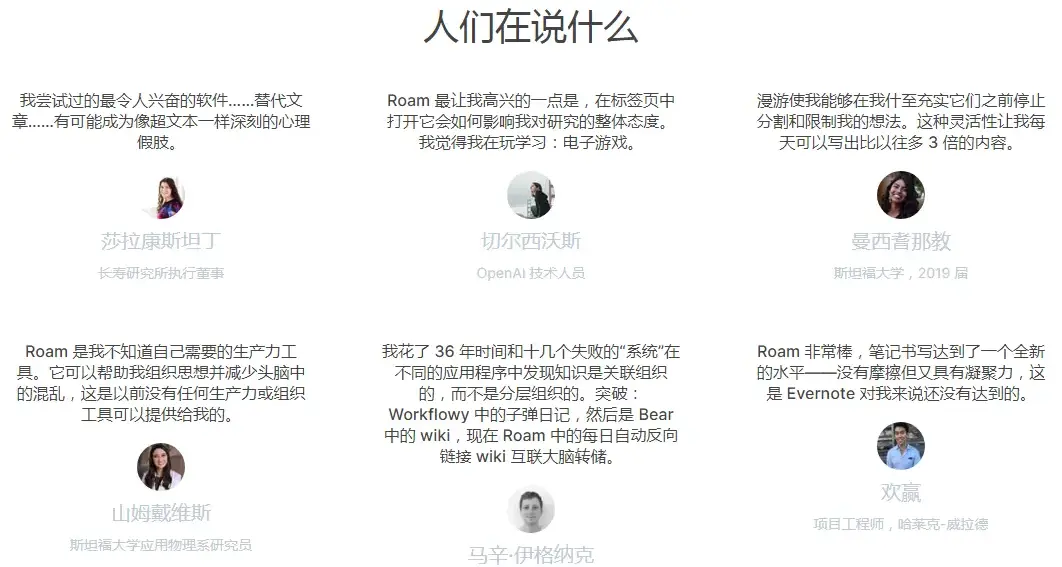 人们在说什么
我尝试过的最令人兴奋的软件......替代文
章......有可能成为像超文本一样深刻的心理
假肢。
莎拉康斯坦丁
长寿研究所执行董事
Roam 最让我高兴的一点是，在标签页中
打开它会如何影响我对研究的整体态度。
我觉得我在玩学习：电子游戏。
切尔西沃斯
OpenAI 技术人员
漫游使我能够在我什至充实它们之前停止
分割和限制我的想法。这种灵活性让我每
天可以写出比以往多 3 倍的内容。
曼西耆那教
斯坦福大学，2019 届
Roam 是我不知道自己需要的生产力工
具。它可以帮助我组织思想并减少头脑中
的混乱，这是以前没有任何生产力或组织
工具可以提供给我的。
山姆戴维斯
斯坦福大学应用物理系研究员
我花了 36 年时间和十几个失败的“系统”在
不同的应用程序中发现知识是关联组织
的，而不是分层组织的。突破：
Workflowy 中的子弹日记，然后是 Bear
中的 wiki，现在 Roam 中的每日自动反向
链接 wiki 互联大脑转储。
马辛·伊格纳克
Roam 非常棒，笔记书写达到了一个全新
的水平——没有摩擦但又具有凝聚力，这
是 Evernote 对我来说还没有达到的。
欢赢
项目工程师，哈莱克-威拉德